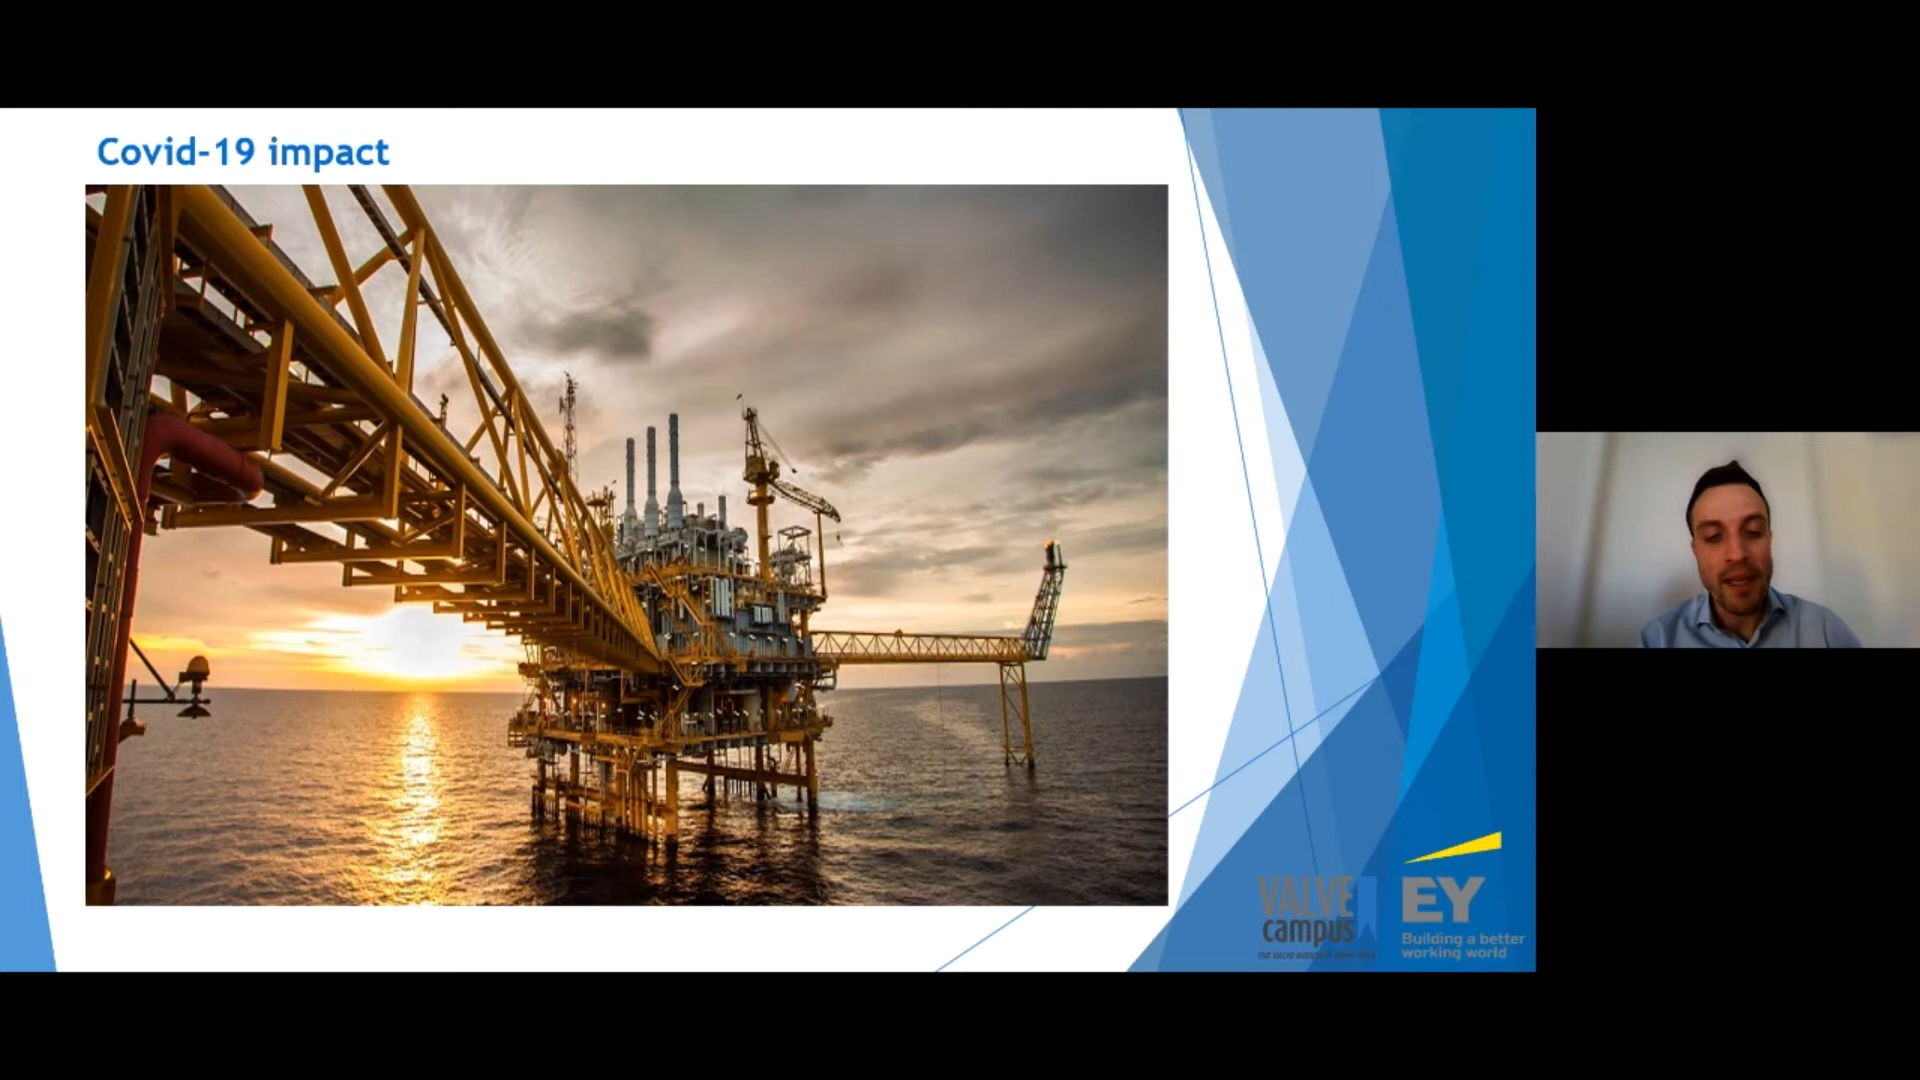 Covid-19 impact
VALVE
campus
EY
Building a better
working world